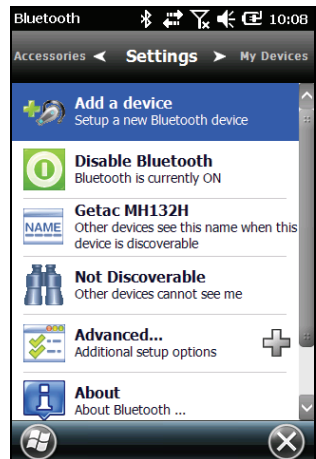 Bluetooth 10:08
Accessories Settings My Devices
Add a device
Setup a new Bluetooth device
Disable Bluetooth
Bluetooth is currently ON
NAME
Getac MH132H
Other devices see this name when this
device is discoverable
Not Discoverable
Other devices cannot see me
Advanced...
Additional setup options
About
About Bluetooth ...